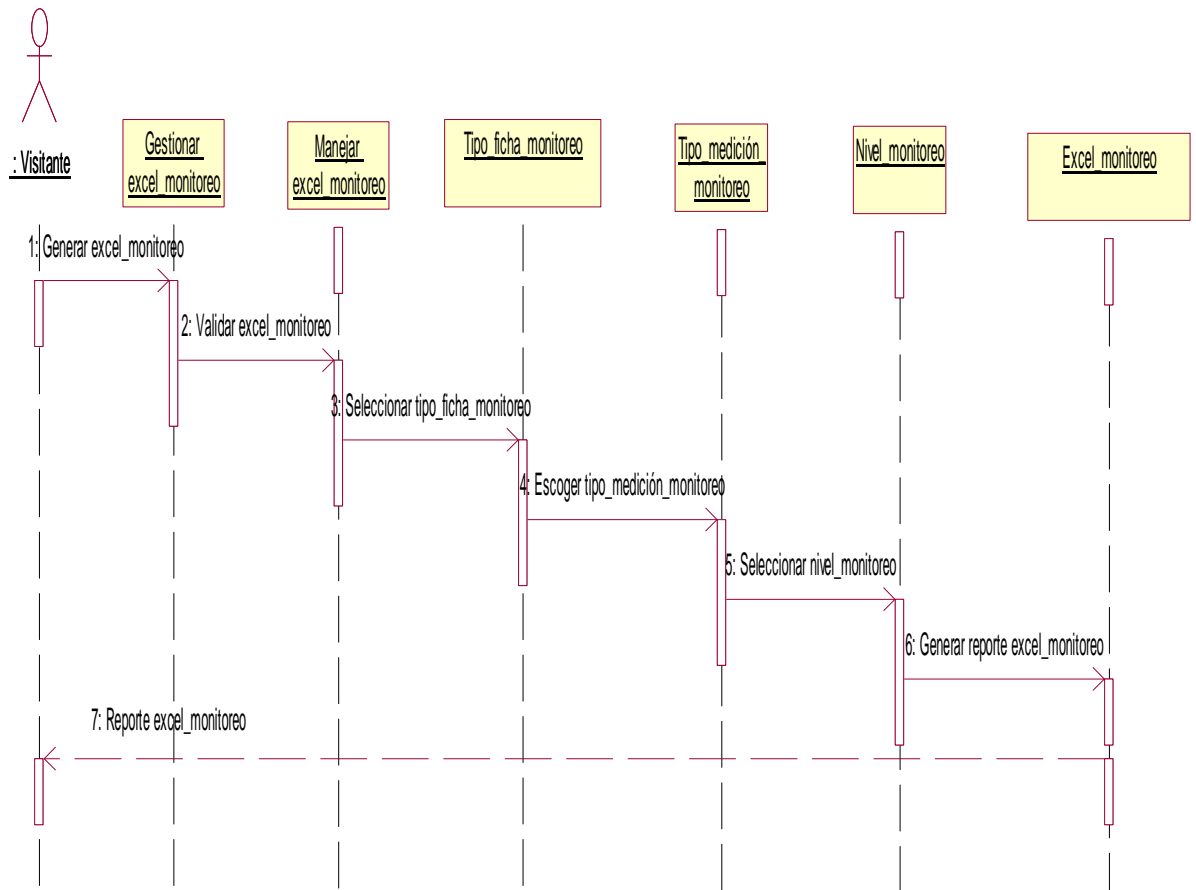 : Visitante
Gestionar
excel_monitoreo
Manejar
excel_monitoreo
Tipo_ficha_monitoreo
Tipo_medición_
monitoreo
Nivel_monitoreo
Excel_monitoreo
1: Generar excel_monitoreo
2: Validar excel_monitoreo
3: Seleccionar tipo_ficha_monitoreo
4: Escoger tipo_medición_monitoreo
5: Seleccionar nivel_monitoreo
6: Generar reporte excel_monitoreo
7: Reporte excel_monitoreo